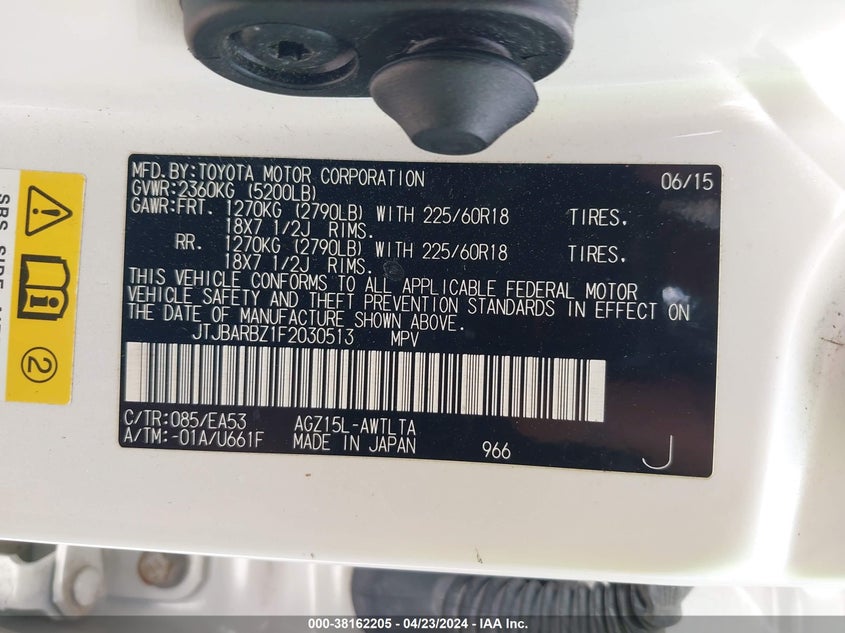 MFD.BY:TOYOTA MOTOR CORPORATION 06/15
GVWR:2360KG (5200LB)
GAWR:FRT. 1270KG (2790LB) WITH 225/60R18 TIRES.
18X7 1/2J RIMS.
RR. 1270KG (2790LB) WITH 225/60R18 TIRES.
18X7 1/2J RIMS.
THIS VEHICLE CONFORMS TO ALL APPLICABLE FEDERAL MOTOR
VEHICLE SAFETY AND THEFT PREVENTION STANDARDS IN EFFECT ON
THE DATE OF MANUFACTURE SHOWN ABOVE.
JTJBARBZ1F2030513 MPV
C/TR:085/EA53 AGZ15L-AWTLTA
A/TM:-01A/U661F MADE IN JAPAN 966 J
SRS SIDE
2
000-38162205 - 04/23/2024 - IAA Inc.